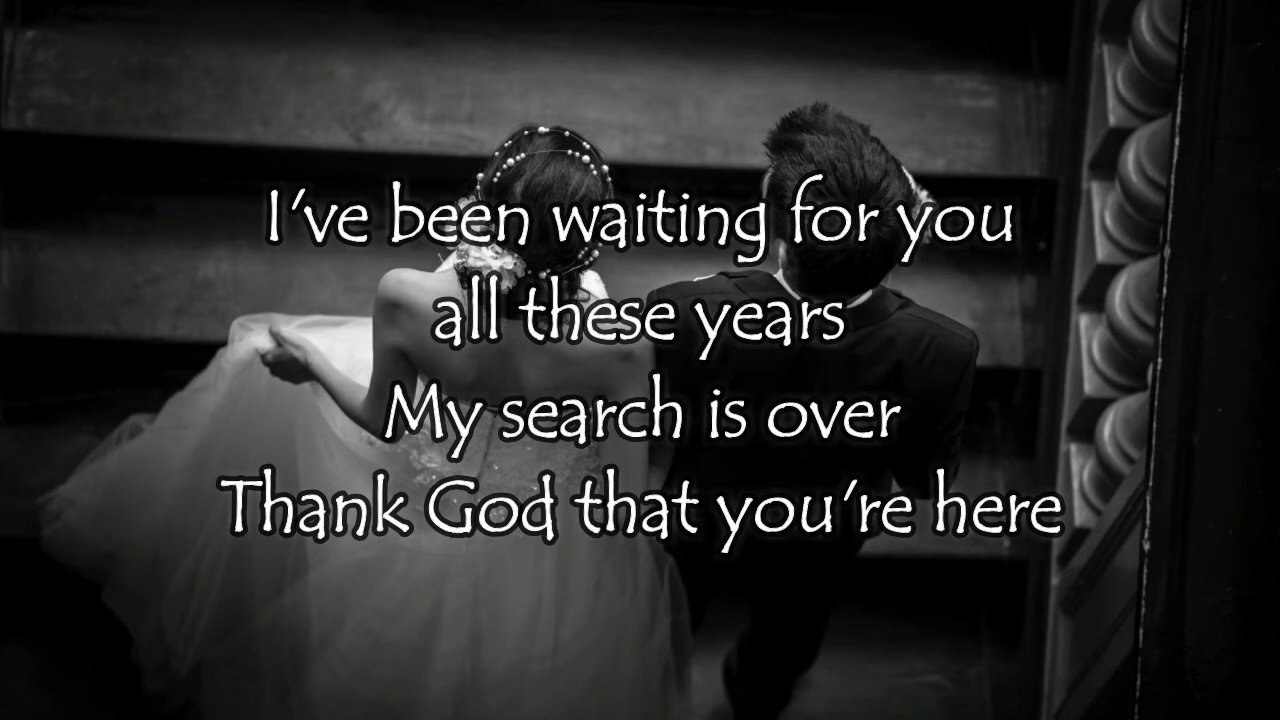 I've been waiting for you
all these years
My search is over
Thank God that you're here